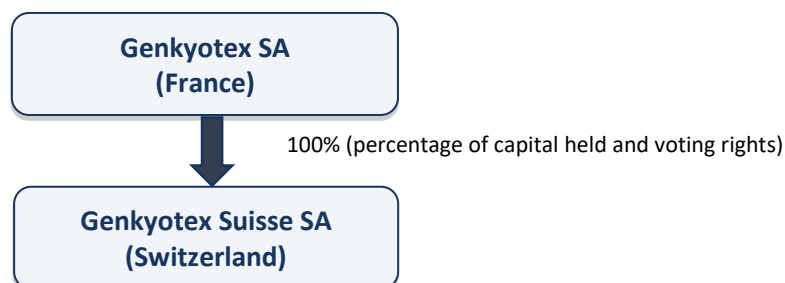 Genkyotex SA
(France)
100% (percentage of capital held and voting rights)
Genkyotex Suisse SA
(Switzerland)